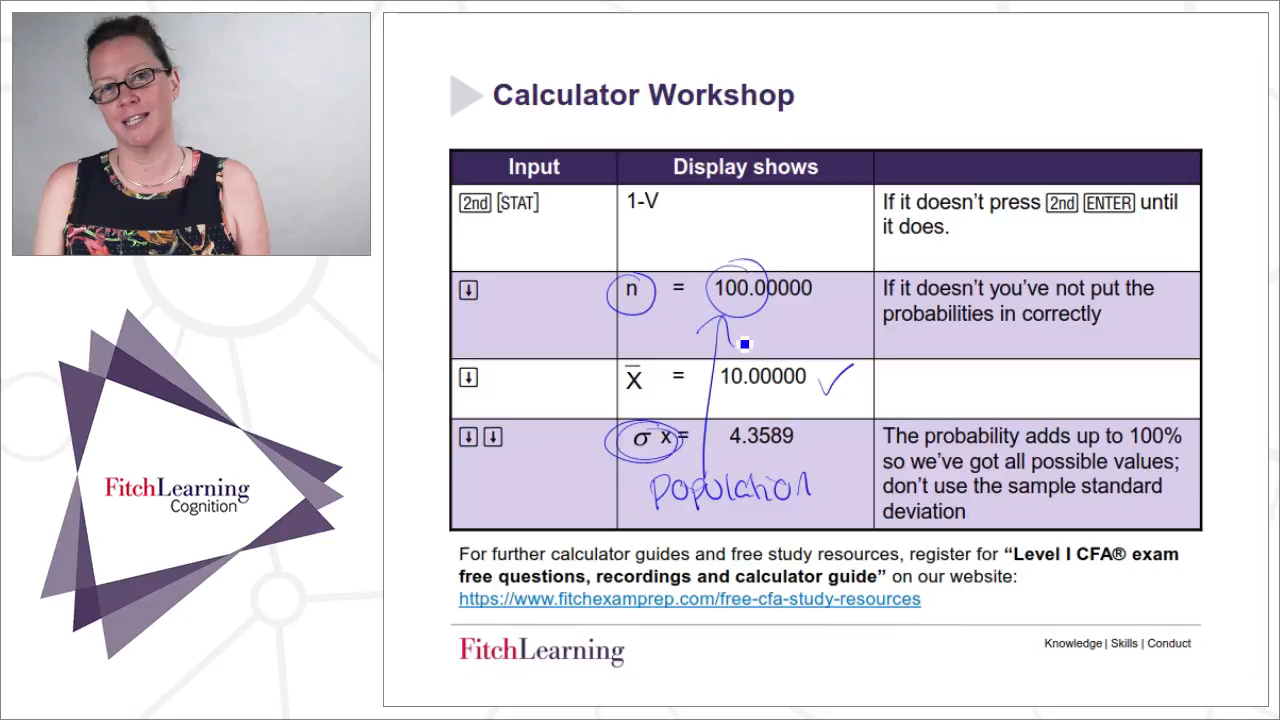 Calculator Workshop
Input Display shows
2nd [STAT] 1-V If it doesn’t press 2nd ENTER until
it does.
↓ n = 100.00000 If it doesn’t you’ve not put the
probabilities in correctly
↓ X̅ = 10.00000 ✓
↓ ↓ σ x = 4.3589 The probability adds up to 100%
so we’ve got all possible values;
don’t use the sample standard
deviation
population
For further calculator guides and free study resources, register for “Level I CFA® exam
free questions, recordings and calculator guide” on our website:
https://www.fitchexamprep.com/free-cfa-study-resources
FitchLearning
Knowledge | Skills | Conduct
FitchLearning
Cognition